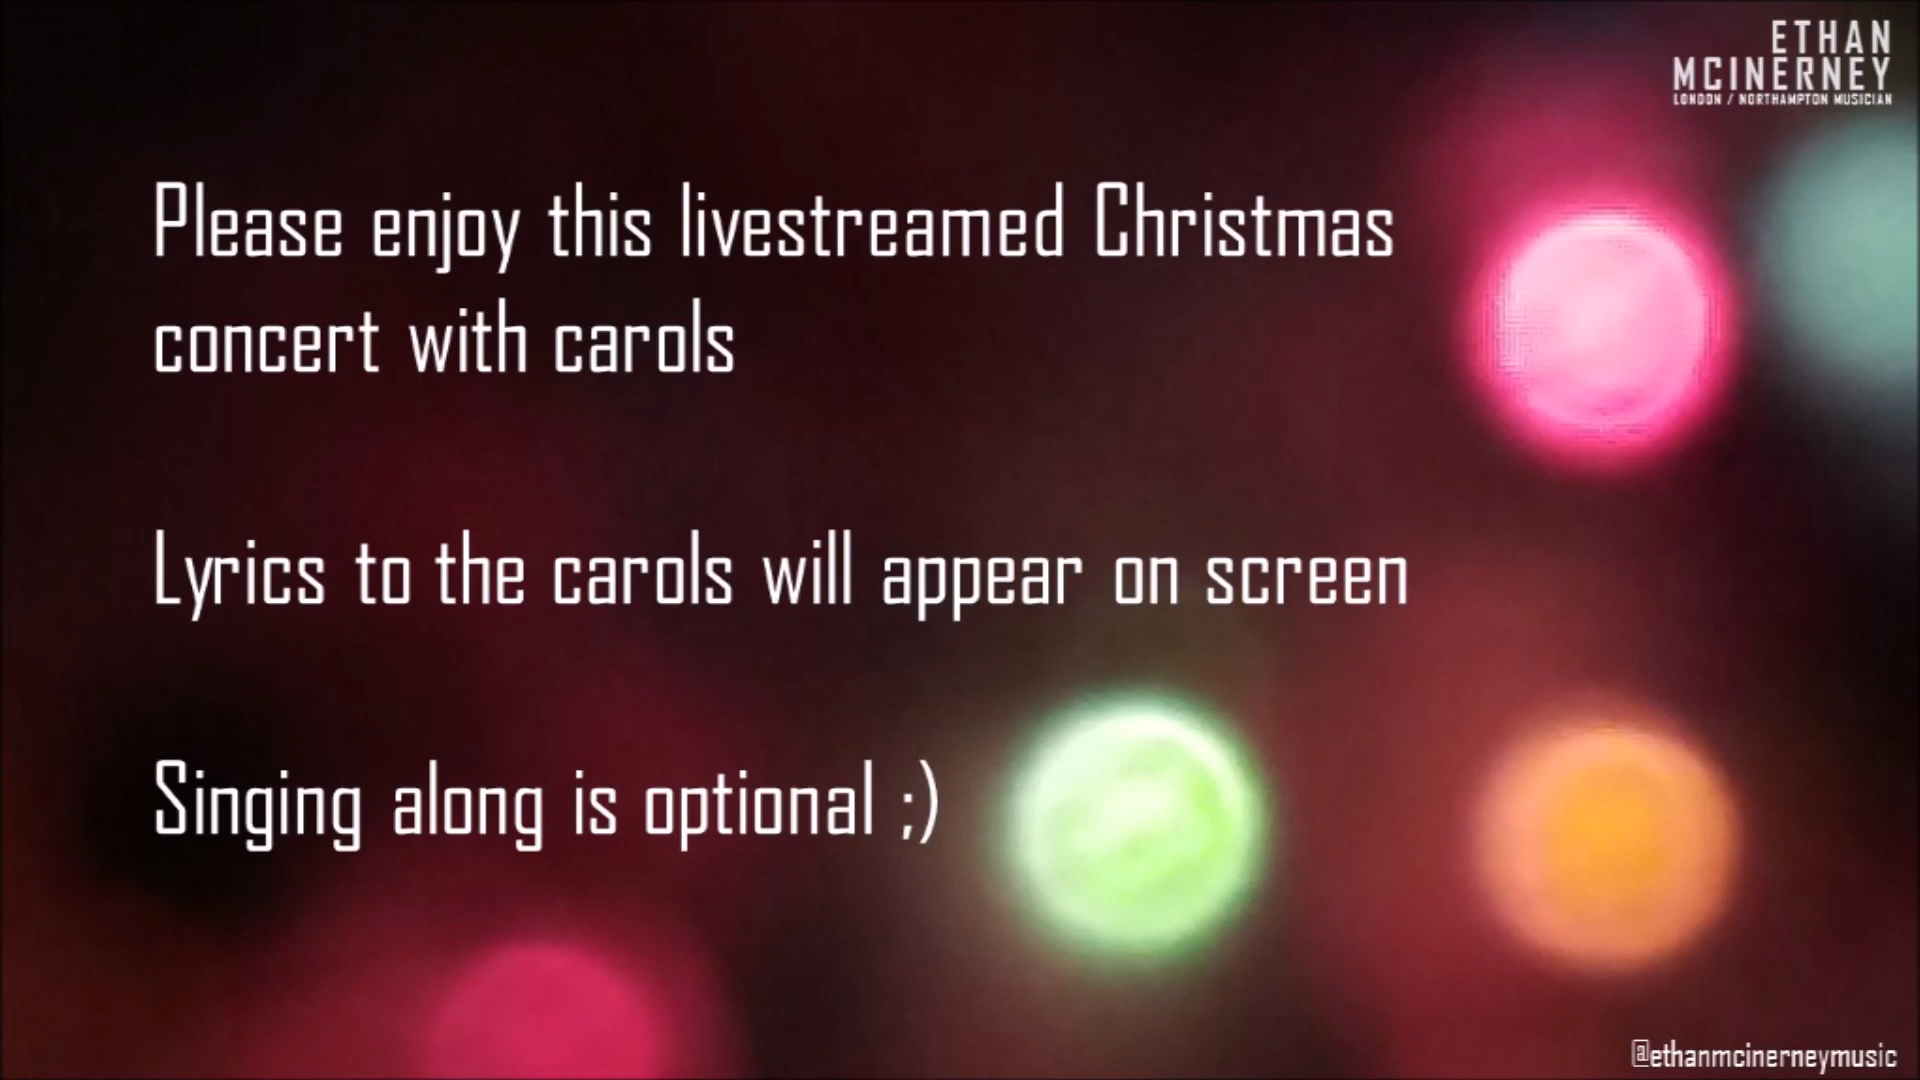 ETHAN
MCINERNEY
LONDON / NORTHAMPTON MUSICIAN
Please enjoy this livestreamed Christmas
concert with carols
Lyrics to the carols will appear on screen
Singing along is optional ;)
@ethanmcinerneymusic